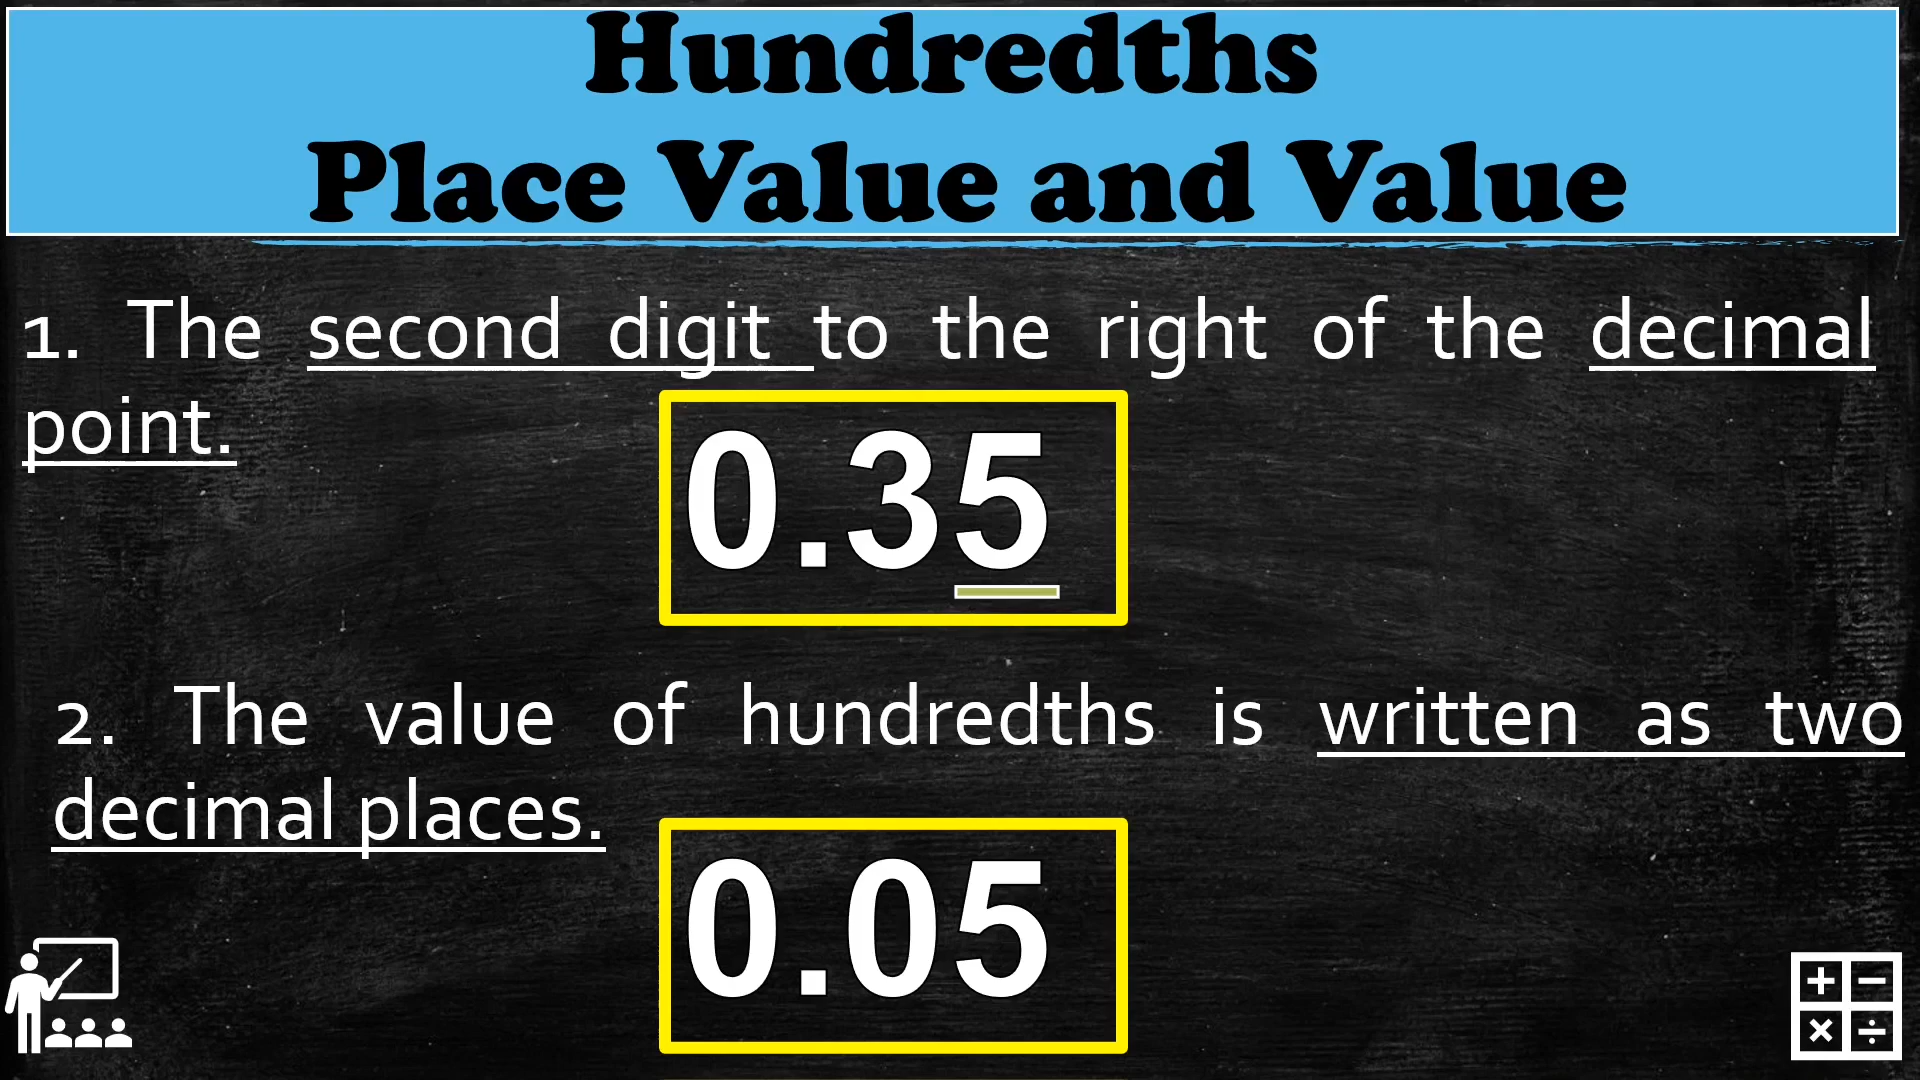 Hundredths
Place Value and Value
1. The second digit to the right of the decimal
point.
0.35
2. The value of hundredths is written as two
decimal places.
0.05
+ −
× ÷